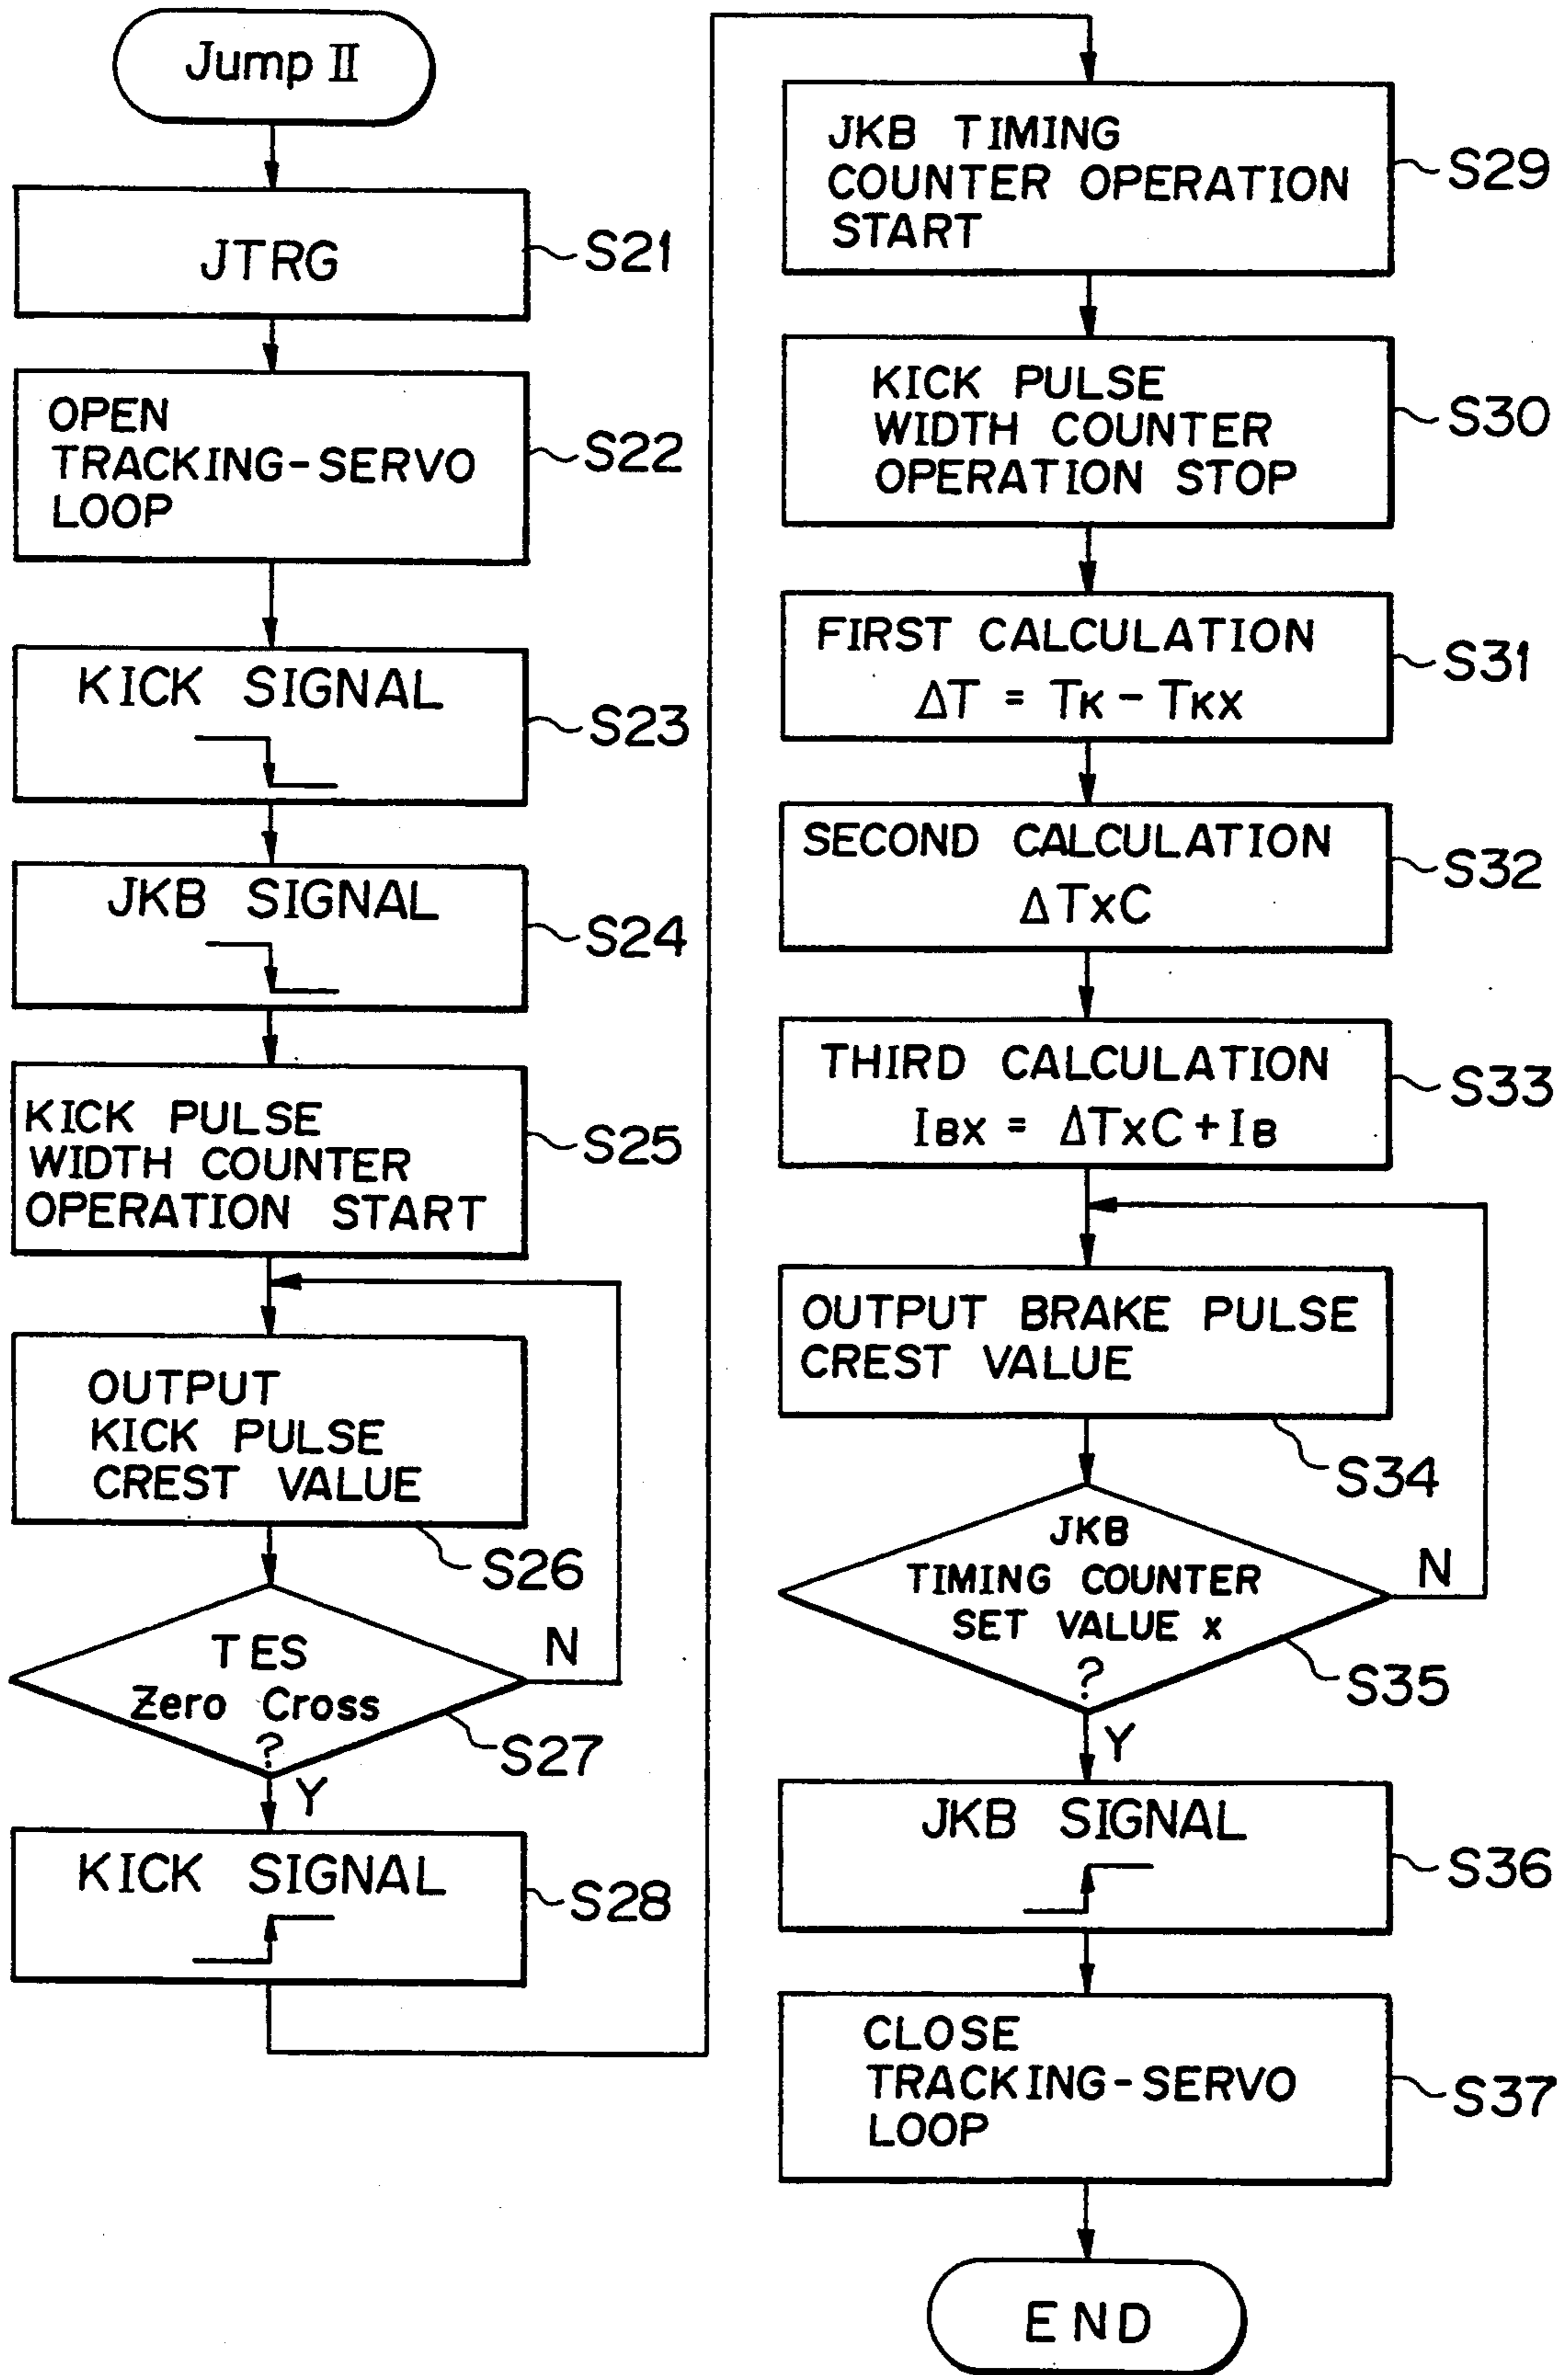 Jump II
JTRG
S21
OPEN
TRACKING-SERVO
LOOP
S22
KICK SIGNAL
S23
JKB SIGNAL
S24
KICK PULSE
WIDTH COUNTER
OPERATION START
S25
OUTPUT
KICK PULSE
CREST VALUE
S26
TES
Zero Cross
?
N
S27
Y
KICK SIGNAL
S28
JKB TIMING
COUNTER OPERATION
START
S29
KICK PULSE
WIDTH COUNTER
OPERATION STOP
S30
FIRST CALCULATION
ΔT = TK - TKX
S31
SECOND CALCULATION
ΔTxC
S32
THIRD CALCULATION
IBX = ΔTxC + IB
S33
OUTPUT BRAKE PULSE
CREST VALUE
S34
JKB
TIMING COUNTER
SET VALUE x
?
N
S35
Y
JKB SIGNAL
S36
CLOSE
TRACKING-SERVO
LOOP
S37
END